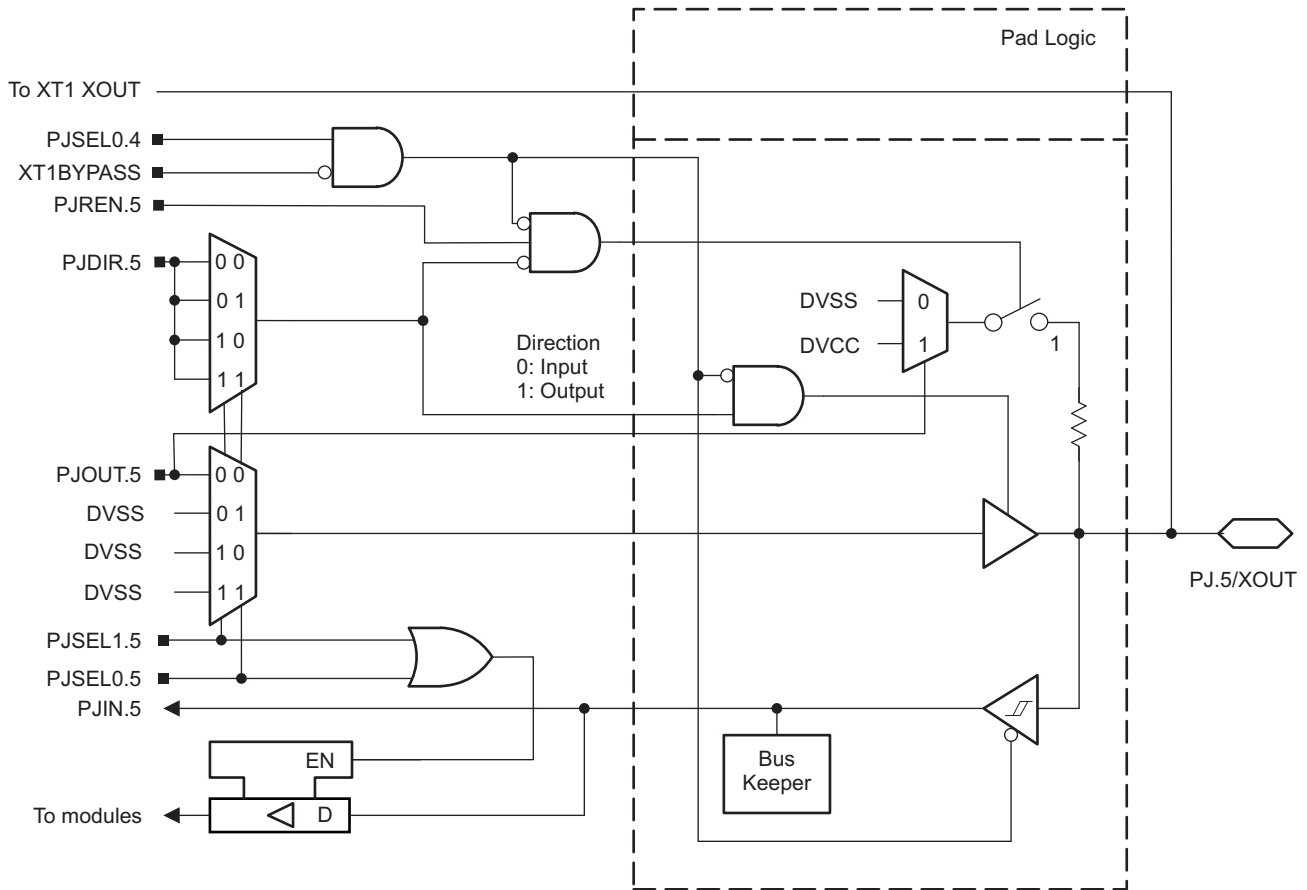 Pad Logic
To XT1 XOUT
PJSEL0.4
XT1BYPASS
PJREN.5
PJDIR.5
0 0
0 1
1 0
1 1
DVSS
0
DVCC
1
1
Direction
0: Input
1: Output
PJOUT.5
0 0
DVSS
0 1
DVSS
1 0
DVSS
1 1
PJ.5/XOUT
PJSEL1.5
PJSEL0.5
PJIN.5
EN
Bus
Keeper
To modules
D